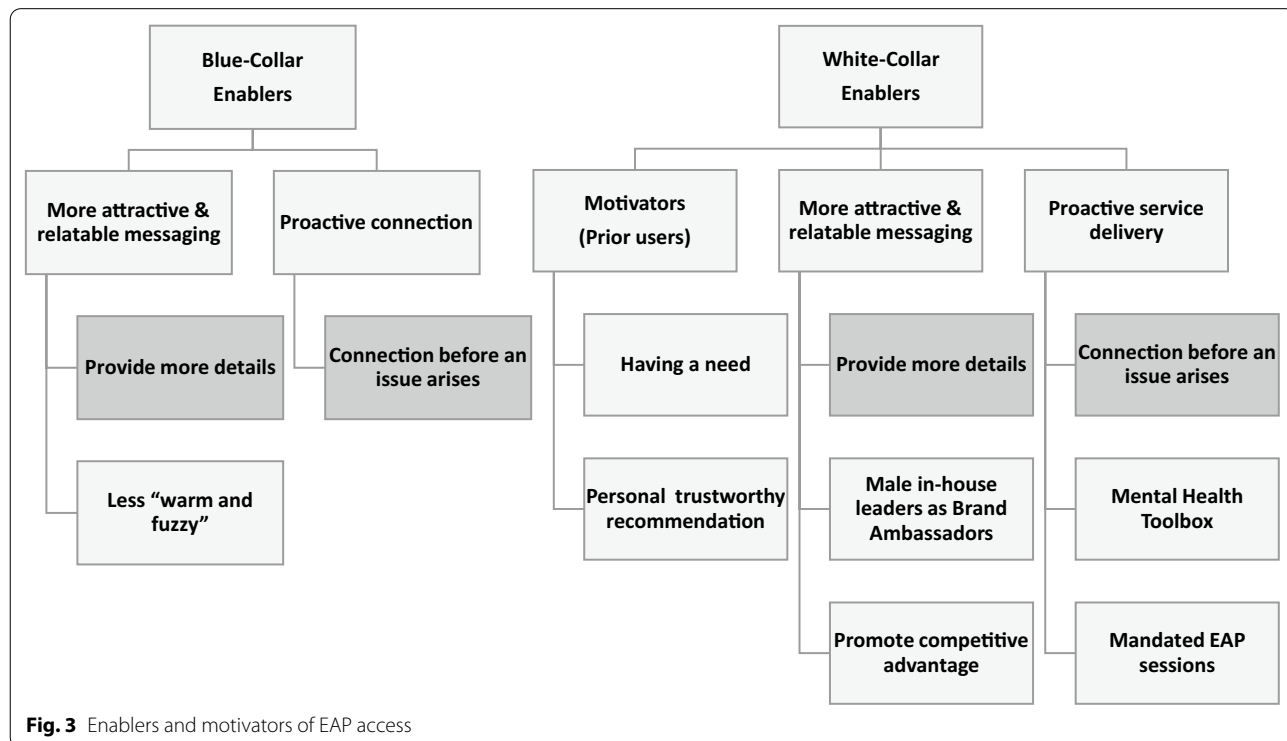 Blue-Collar
Enablers
More attractive &
relatable messaging
Proactive connection
Provide more details
Connection before an
issue arises
Less “warm and
fuzzy”
White-Collar
Enablers
Motivators
(Prior users)
More attractive &
relatable messaging
Proactive service
delivery
Having a need
Provide more details
Connection before an
issue arises
Personal trustworthy
recommendation
Male in-house
leaders as Brand
Ambassadors
Mental Health
Toolbox
Promote competitive
advantage
Mandated EAP
sessions
Fig. 3 Enablers and motivators of EAP access